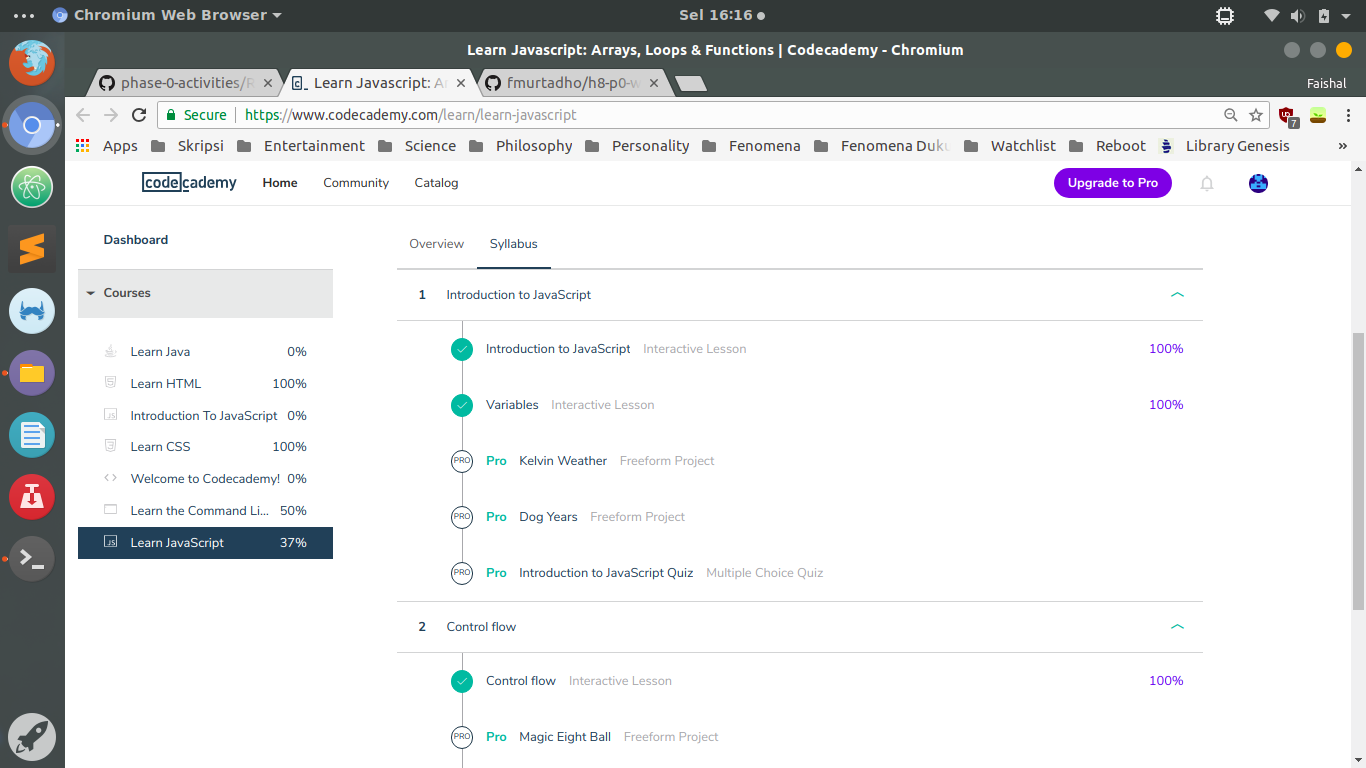 Chromium Web Browser
Sel 16:16
Learn Javascript: Arrays, Loops & Functions | Codecademy - Chromium
phase-0-activities/R
Learn Javascript: A
fmurtadho/h8-p0-w
Faishal
Secure
https://www.codecademy.com/learn/learn-javascript
7
Apps
Skripsi
Entertainment
Science
Philosophy
Personality
Fenomena
Fenomena Duku
Watchlist
Reboot
Library Genesis
»
codecademy
Home
Community
Catalog
Upgrade to Pro
Dashboard
Courses
Learn Java 0%
Learn HTML 100%
Introduction To JavaScript 0%
Learn CSS 100%
Welcome to Codecademy! 0%
Learn the Command Li... 50%
Learn JavaScript 37%
Overview
Syllabus
1 Introduction to JavaScript
Introduction to JavaScript Interactive Lesson 100%
Variables Interactive Lesson 100%
PRO Pro Kelvin Weather Freeform Project
PRO Pro Dog Years Freeform Project
PRO Pro Introduction to JavaScript Quiz Multiple Choice Quiz
2 Control flow
Control flow Interactive Lesson 100%
PRO Pro Magic Eight Ball Freeform Project